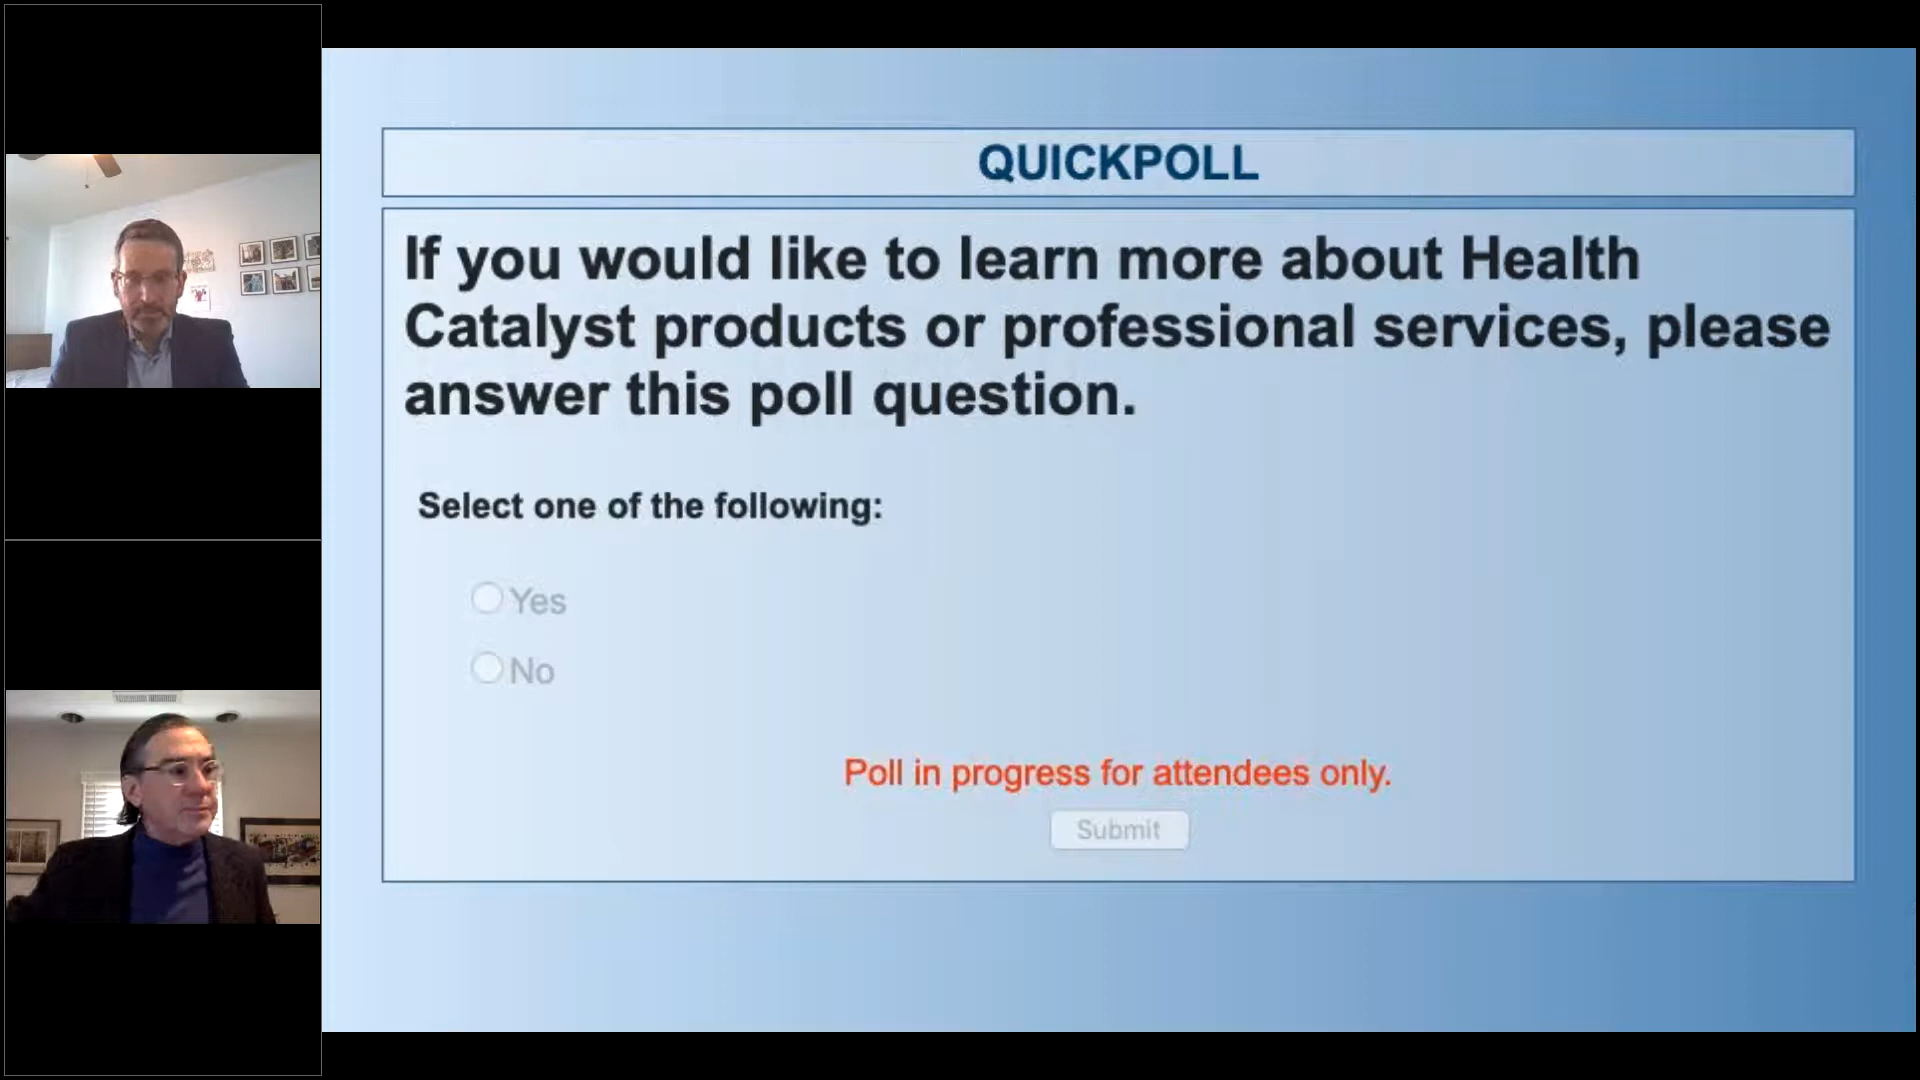 QUICKPOLL
If you would like to learn more about Health
Catalyst products or professional services, please
answer this poll question.
Select one of the following:
Yes
No
Poll in progress for attendees only.
Submit